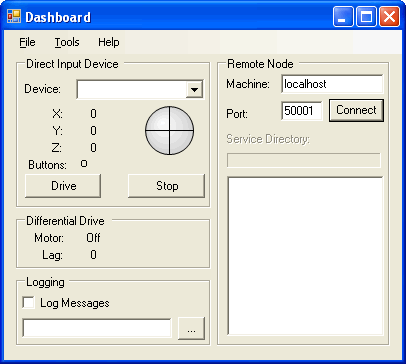 Dashboard
File Tools Help
Direct Input Device
Device:
X: 0
Y: 0
Z: 0
Buttons: O
Drive Stop
Differential Drive
Motor: Off
Lag: 0
Logging
Log Messages
...
Remote Node
Machine: localhost
Port: 50001 Connect
Service Directory: